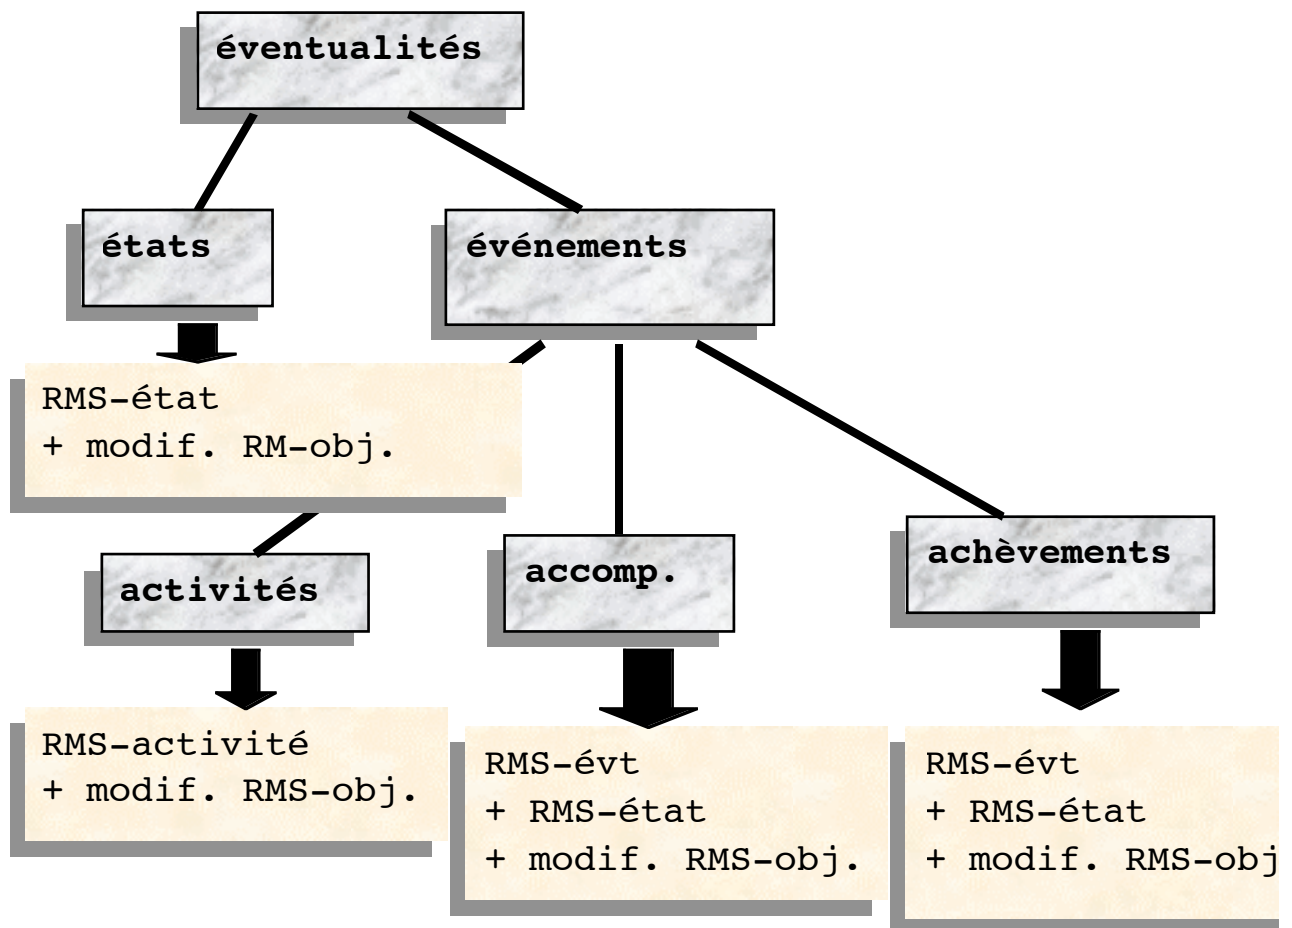 éventualités
états
événements
RMS-état
+ modif. RM-obj.
activités
accomp.
achèvements
RMS-activité
+ modif. RMS-obj.
RMS-évt
+ RMS-état
+ modif. RMS-obj.
RMS-évt
+ RMS-état
+ modif. RMS-obj